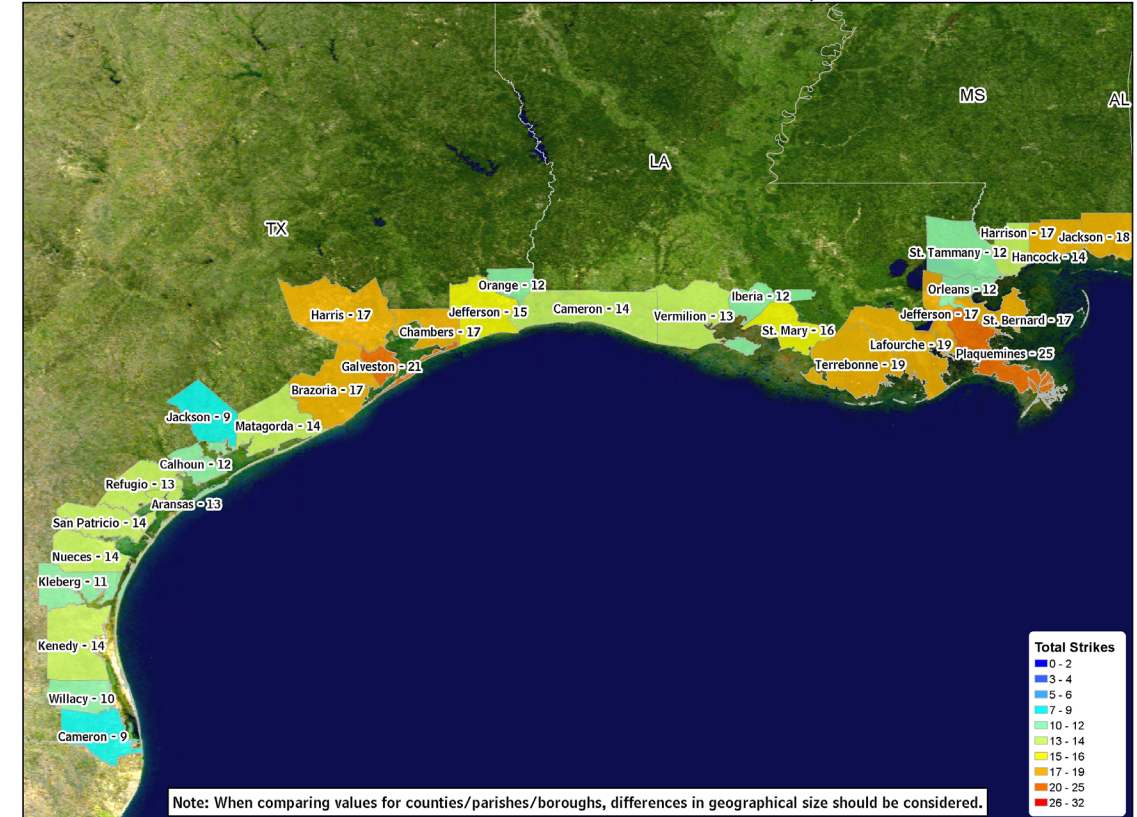 MS
AL
LA
TX
Harrison - 17
Jackson - 18
St. Tammany - 12
Hancock - 14
Orange - 12
Orleans - 12
Iberia - 12
Cameron - 14
Jefferson - 15
Harris - 17
Vermilion - 13
Jefferson - 17
St. Bernard - 17
Chambers - 17
St. Mary - 16
Lafourche - 19
Plaquemines - 25
Galveston - 21
Terrebonne - 19
Brazoria - 17
Jackson - 9
Matagorda - 14
Calhoun - 12
Refugio - 13
Aransas - 13
San Patricio - 14
Nueces - 14
Kleberg - 11
Kenedy - 14
Willacy - 10
Cameron - 9
Total Strikes
0 - 2
3 - 4
5 - 6
7 - 9
10 - 12
13 - 14
15 - 16
17 - 19
20 - 25
26 - 32
Note: When comparing values for counties/parishes/boroughs, differences in geographical size should be considered.